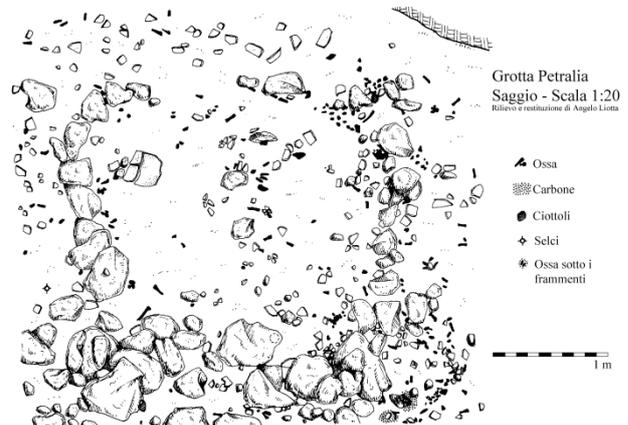 Grotta Petralia
Saggio - Scala 1:20
Rilievo e restituzione di Angelo Liotta
Ossa
Carbone
Ciottoli
Selci
Ossa sotto i
frammenti
1 m